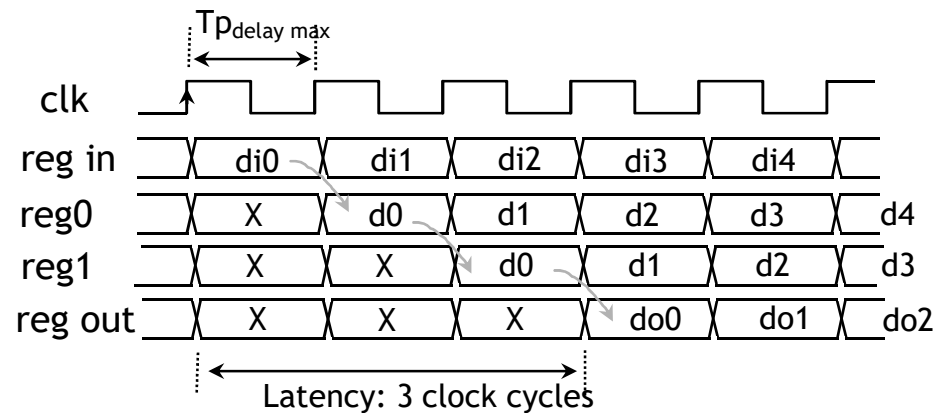 Tpdelay max
clk
reg in di0 di1 di2 di3 di4
reg0 X d0 d1 d2 d3 d4
reg1 X X d0 d1 d2 d3
reg out X X X do0 do1 do2
Latency: 3 clock cycles